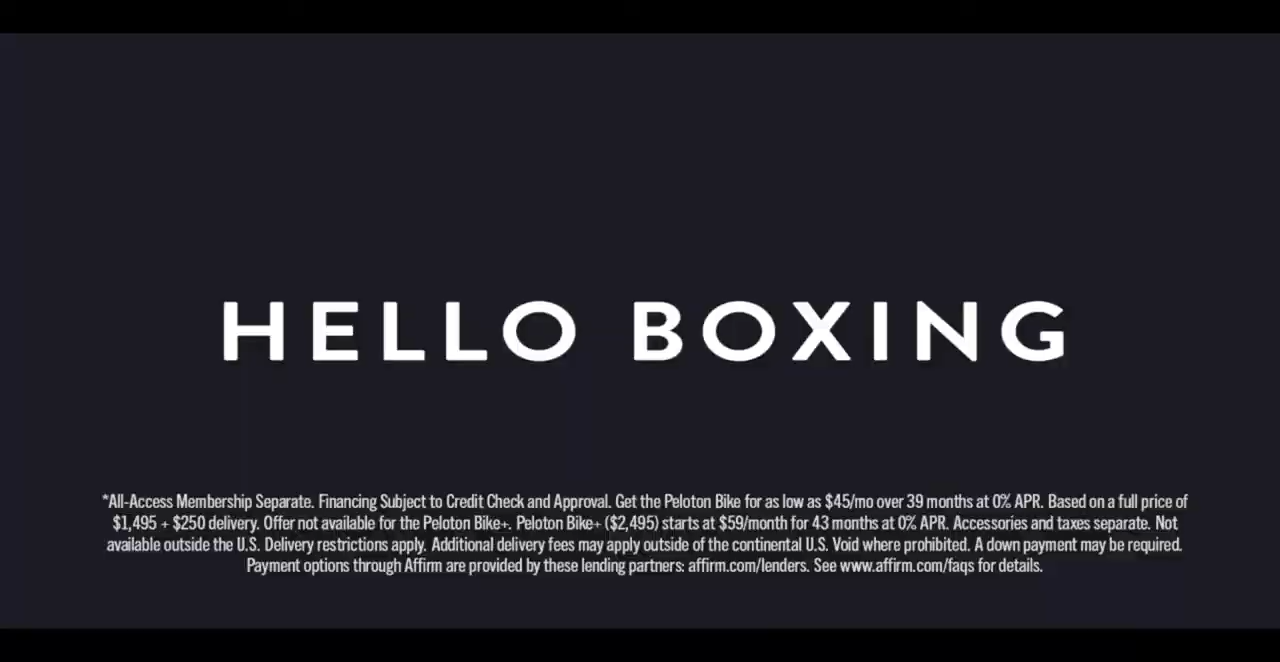 HELLO BOXING
*All-Access Membership Separate. Financing Subject to Credit Check and Approval. Get the Peloton Bike for as low as $45/mo over 39 months at 0% APR. Based on a full price of
$1,495 + $250 delivery. Offer not available for the Peloton Bike+. Peloton Bike+ ($2,495) starts at $59/month for 43 months at 0% APR. Accessories and taxes separate. Not
available outside the U.S. Delivery restrictions apply. Additional delivery fees may apply outside of the continental U.S. Void where prohibited. A down payment may be required.
Payment options through Affirm are provided by these lending partners: affirm.com/lenders. See www.affirm.com/faqs for details.